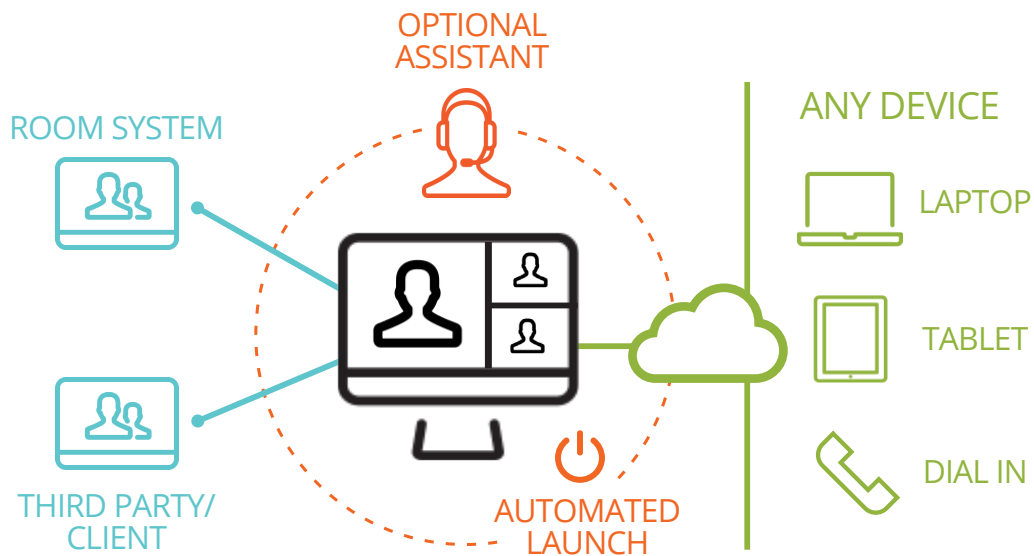 OPTIONAL
ASSISTANT
ROOM SYSTEM
THIRD PARTY/
CLIENT
AUTOMATED
LAUNCH
ANY DEVICE
LAPTOP
TABLET
DIAL IN